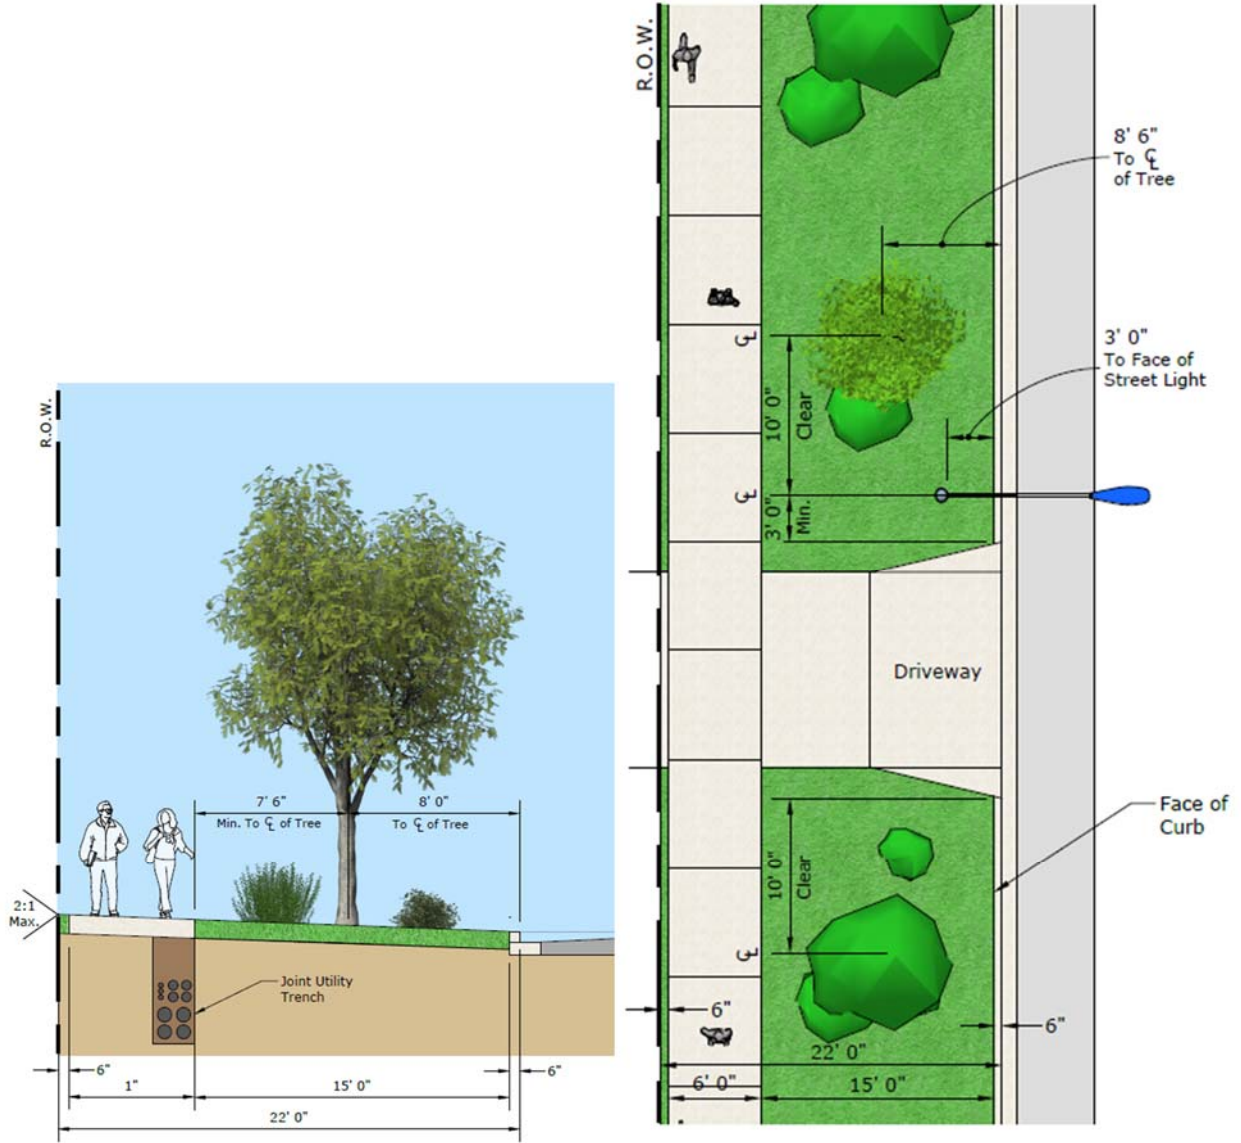 R.O.W.
7' 6"
Min. To ℄ of Tree
8' 0"
To ℄ of Tree
2:1
Max.
Joint Utility
Trench
6"
6"
1"
15' 0"
22' 0"
R.O.W.
8' 6"
To ℄
of Tree
3' 0"
To Face of
Street Light
℄
10' 0"
Clear
℄
3' 0"
Min.
Driveway
Face of
Curb
10' 0"
Clear
℄
6"
6"
22' 0"
6' 0"
15' 0"